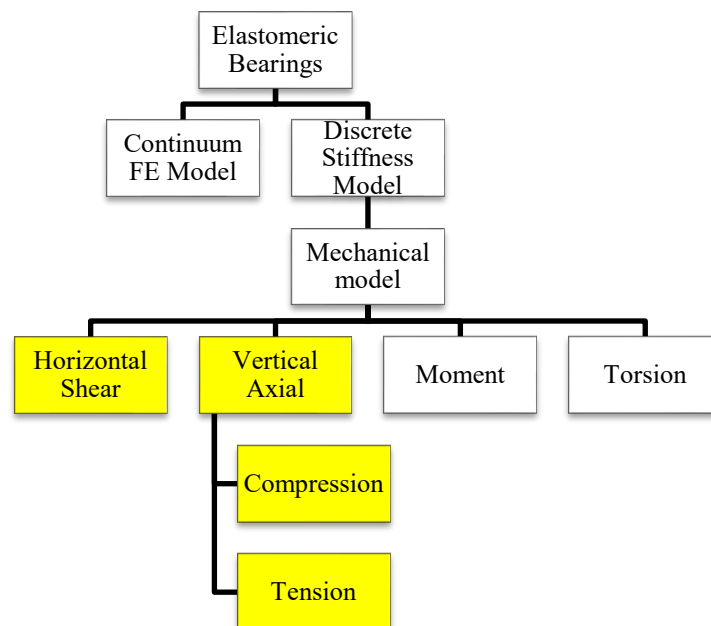 Elastomeric
Bearings
Continuum
FE Model
Discrete
Stiffness
Model
Mechanical
model
Horizontal
Shear
Vertical
Axial
Moment
Torsion
Compression
Tension